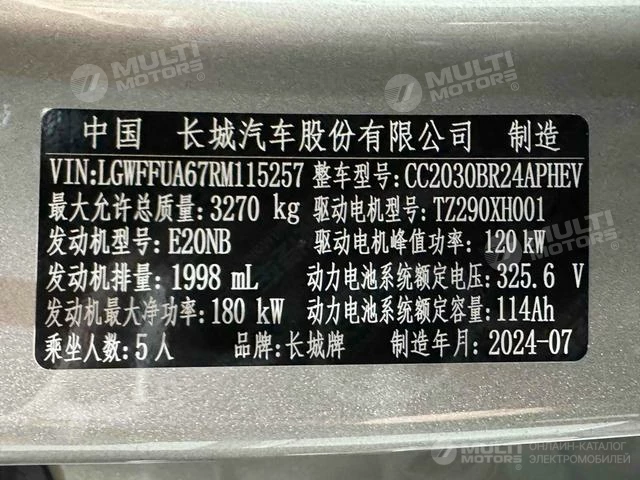 MULTI MOTORS®
MULTI MOTORS®
中国 长城汽车股份有限公司 制造
VIN:LGWFFUA67RM115257 整车型号:CC2030BR24APHEV
最大允许总质量:3270 kg 驱动电机型号:TZ290XH001
发动机型号:E20NB 驱动电机峰值功率:120 kW
发动机排量:1998 mL 动力电池系统额定电压:325.6 V
发动机最大净功率:180 kW 动力电池系统额定容量:114Ah
乘坐人数:5人 品牌:长城牌 制造年月:2024-07
MULTI MOTORS®
ОНЛАЙН-КАТАЛОГ
ЭЛЕКТРОМОБИЛЕЙ